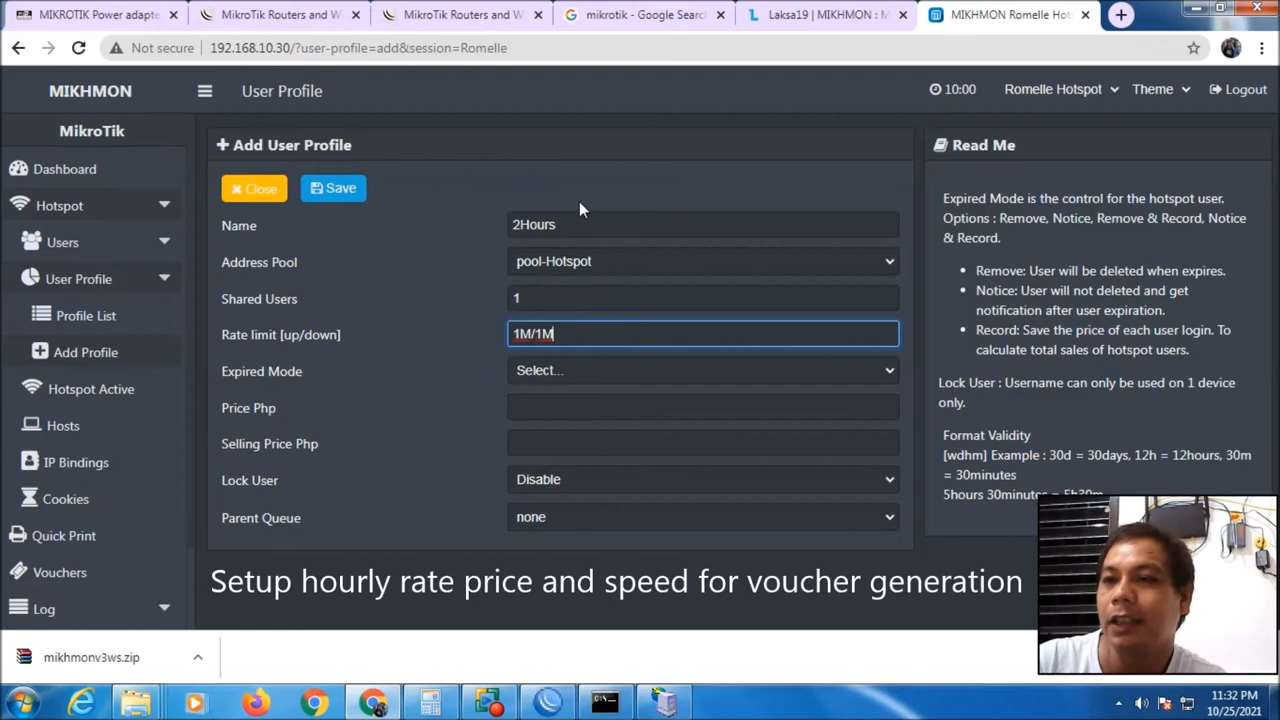 MIKROTIK Power adapte
MikroTik Routers and W
MikroTik Routers and W
mikrotik - Google Searc
Laksa19 | MIKHMON : M
MIKHMON Romelle Hot
Not secure
192.168.10.30/?user-profile=add&session=Romelle
MIKHMON
User Profile
10:00
Romelle Hotspot
Theme
Logout
MikroTik
Dashboard
Hotspot
Users
User Profile
Profile List
Add Profile
Hotspot Active
Hosts
IP Bindings
Cookies
Quick Print
Vouchers
Log
Add User Profile
Close
Save
Name
2Hours
Address Pool
pool-Hotspot
Shared Users
1
Rate limit [up/down]
1M/1M
Expired Mode
Select...
Price Php
Selling Price Php
Lock User
Disable
Parent Queue
none
Read Me
Expired Mode is the control for the hotspot user.
Options : Remove, Notice, Remove & Record, Notice
& Record.
Remove: User will be deleted when expires.
Notice: User will not deleted and get
notification after user expiration.
Record: Save the price of each user login. To
calculate total sales of hotspot users.
Lock User : Username can only be used on 1 device
only.
Format Validity
[wdhm] Example : 30d = 30days, 12h = 12hours, 30m
= 30minutes
5hours 30minutes = 5h30m
Setup hourly rate price and speed for voucher generation
mikhmonv3ws.zip
11:32 PM
10/25/2021